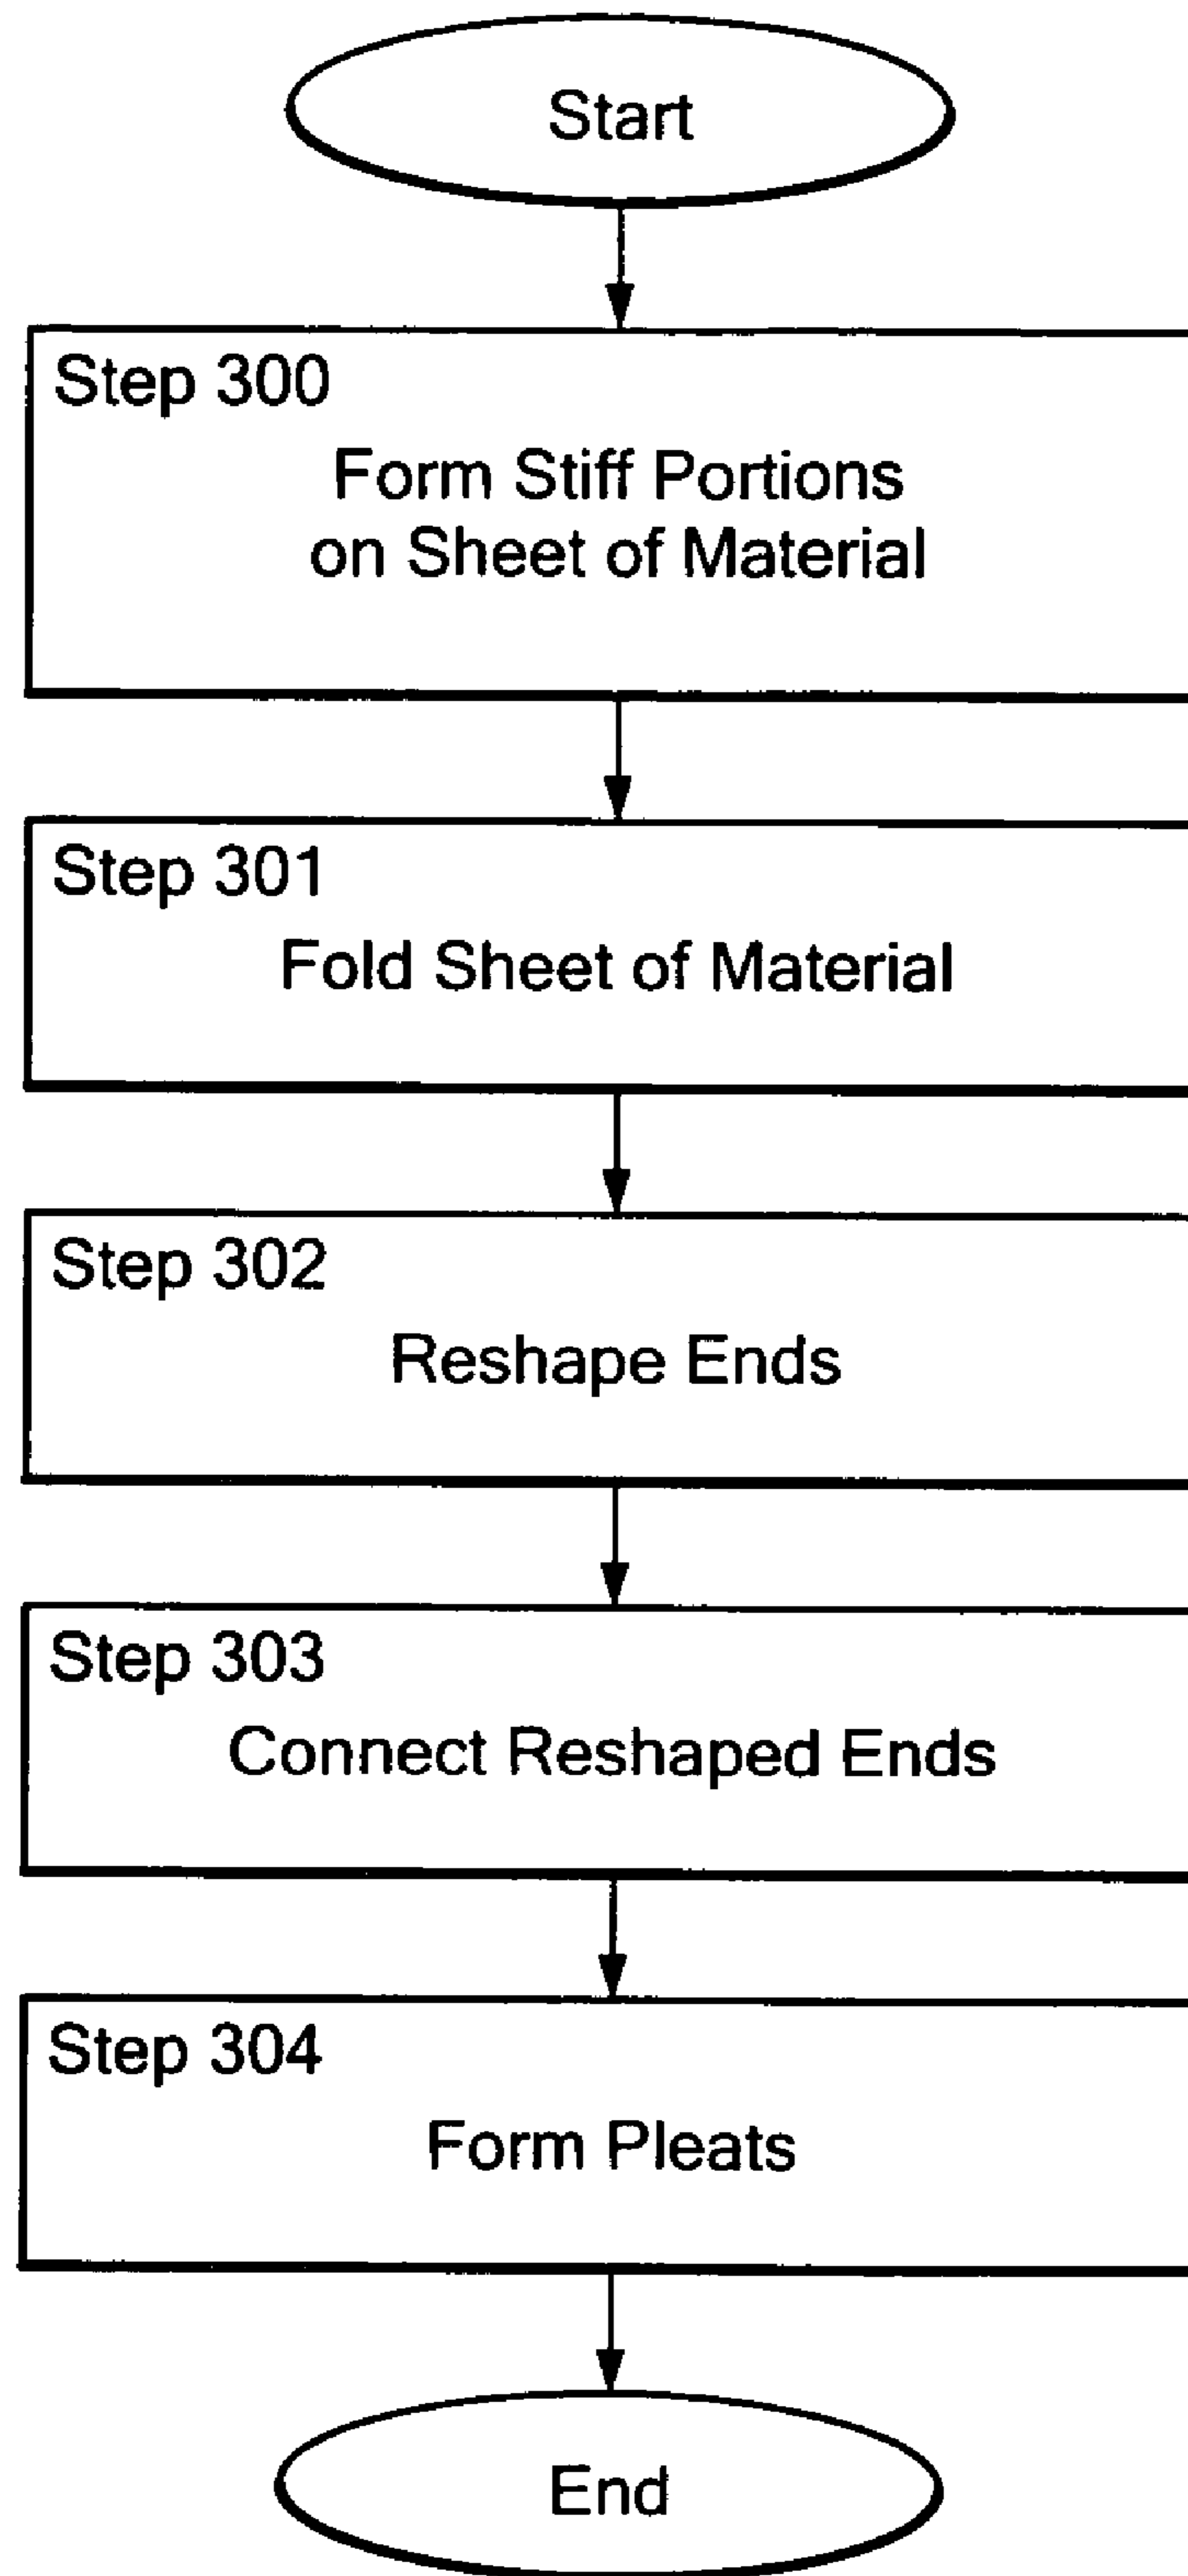 Start
Step 300
Form Stiff Portions
on Sheet of Material
Step 301
Fold Sheet of Material
Step 302
Reshape Ends
Step 303
Connect Reshaped Ends
Step 304
Form Pleats
End